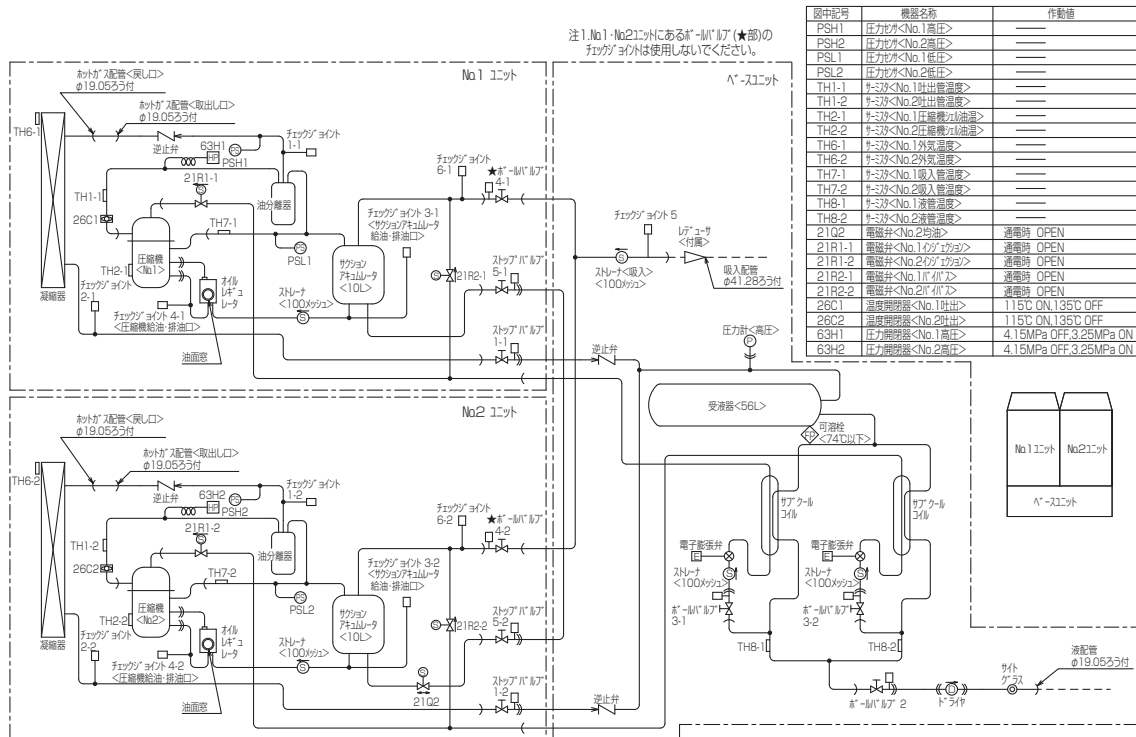 注1.No.1・No.2ユニットにあるボールバルブ(★部)の
チェックジョイントは使用しないでください。
図中記号 機器名称 作動値
PSH1 圧力センサ<No.1高圧> ──
PSH2 圧力センサ<No.2高圧> ──
PSL1 圧力センサ<No.1低圧> ──
PSL2 圧力センサ<No.2低圧> ──
TH1-1 サーミスタ<No.1吐出管温度> ──
TH1-2 サーミスタ<No.2吐出管温度> ──
TH2-1 サーミスタ<No.1圧縮機シェル油温> ──
TH2-2 サーミスタ<No.2圧縮機シェル油温> ──
TH6-1 サーミスタ<No.1外気温度> ──
TH6-2 サーミスタ<No.2外気温度> ──
TH7-1 サーミスタ<No.1吸入管温度> ──
TH7-2 サーミスタ<No.2吸入管温度> ──
TH8-1 サーミスタ<No.1液管温度> ──
TH8-2 サーミスタ<No.2液管温度> ──
21Q2 電磁弁<No.2均油> 通電時 OPEN
21R1-1 電磁弁<No.1インジェクション> 通電時 OPEN
21R1-2 電磁弁<No.2インジェクション> 通電時 OPEN
21R2-1 電磁弁<No.1バイパス> 通電時 OPEN
21R2-2 電磁弁<No.2バイパス> 通電時 OPEN
26C1 温度開閉器<No.1吐出> 115℃ ON,135℃ OFF
26C2 温度開閉器<No.2吐出> 115℃ ON,135℃ OFF
63H1 圧力開閉器<No.1高圧> 4.15MPa OFF,3.25MPa ON
63H2 圧力開閉器<No.2高圧> 4.15MPa OFF,3.25MPa ON
No.1 ユニット
ホットガス配管<戻し口>
φ19.05ろう付
ホットガス配管<取出し口>
φ19.05ろう付
TH6-1
逆止弁
63H1
HP
PS
PSH1
チェックジョイント
1-1
21R1-1
S
油分離器
TH1-1
26C1
TH7-1
圧縮機
<No.1>
PS
PSL1
チェックジョイント 3-1
<サクションアキュムレータ
給油・排油口>
サクション
アキュムレータ
<10L>
TH2-1
凝縮器
チェックジョイント
2-1
オイル
レギュ
レータ
ストレーナ
<100メッシュ>
S
チェックジョイント 4-1
<圧縮機給油・排油口>
油面窓
チェックジョイント
6-1
★ボールバルブ
4-1
S
21R2-1
ストップバルブ
5-1
ストップバルブ
1-1
逆止弁
ベースユニット
チェックジョイント 5
レデューサ
<付属>
S
ストレーナ<吸入>
<100メッシュ>
吸入配管
φ41.28ろう付
圧力計<高圧>
P
受液器<56L>
FP
可溶栓
<74℃以下>
No.1ユニット
No.2ユニット
ベースユニット
サブクール
コイル
サブクール
コイル
電子膨張弁
E
ストレーナ
<100メッシュ>
S
ボールバルブ
3-1
電子膨張弁
E
ストレーナ
<100メッシュ>
S
ボールバルブ
3-2
TH8-1
TH8-2
ボールバルブ 2
D
ドライヤ
サイト
グラス
液配管
φ19.05ろう付
No.2 ユニット
ホットガス配管<戻し口>
φ19.05ろう付
ホットガス配管<取出し口>
φ19.05ろう付
TH6-2
逆止弁
63H2
HP
PS
PSH2
チェックジョイント
1-2
21R1-2
S
油分離器
TH1-2
26C2
TH7-2
圧縮機
<No.2>
PS
PSL2
チェックジョイント 3-2
<サクションアキュムレータ
給油・排油口>
サクション
アキュムレータ
<10L>
TH2-2
凝縮器
チェックジョイント
2-2
オイル
レギュ
レータ
ストレーナ
<100メッシュ>
S
チェックジョイント 4-2
<圧縮機給油・排油口>
油面窓
S
21Q2
チェックジョイント
6-2
★ボールバルブ
4-2
S
21R2-2
ストップバルブ
5-2
ストップバルブ
1-2
逆止弁